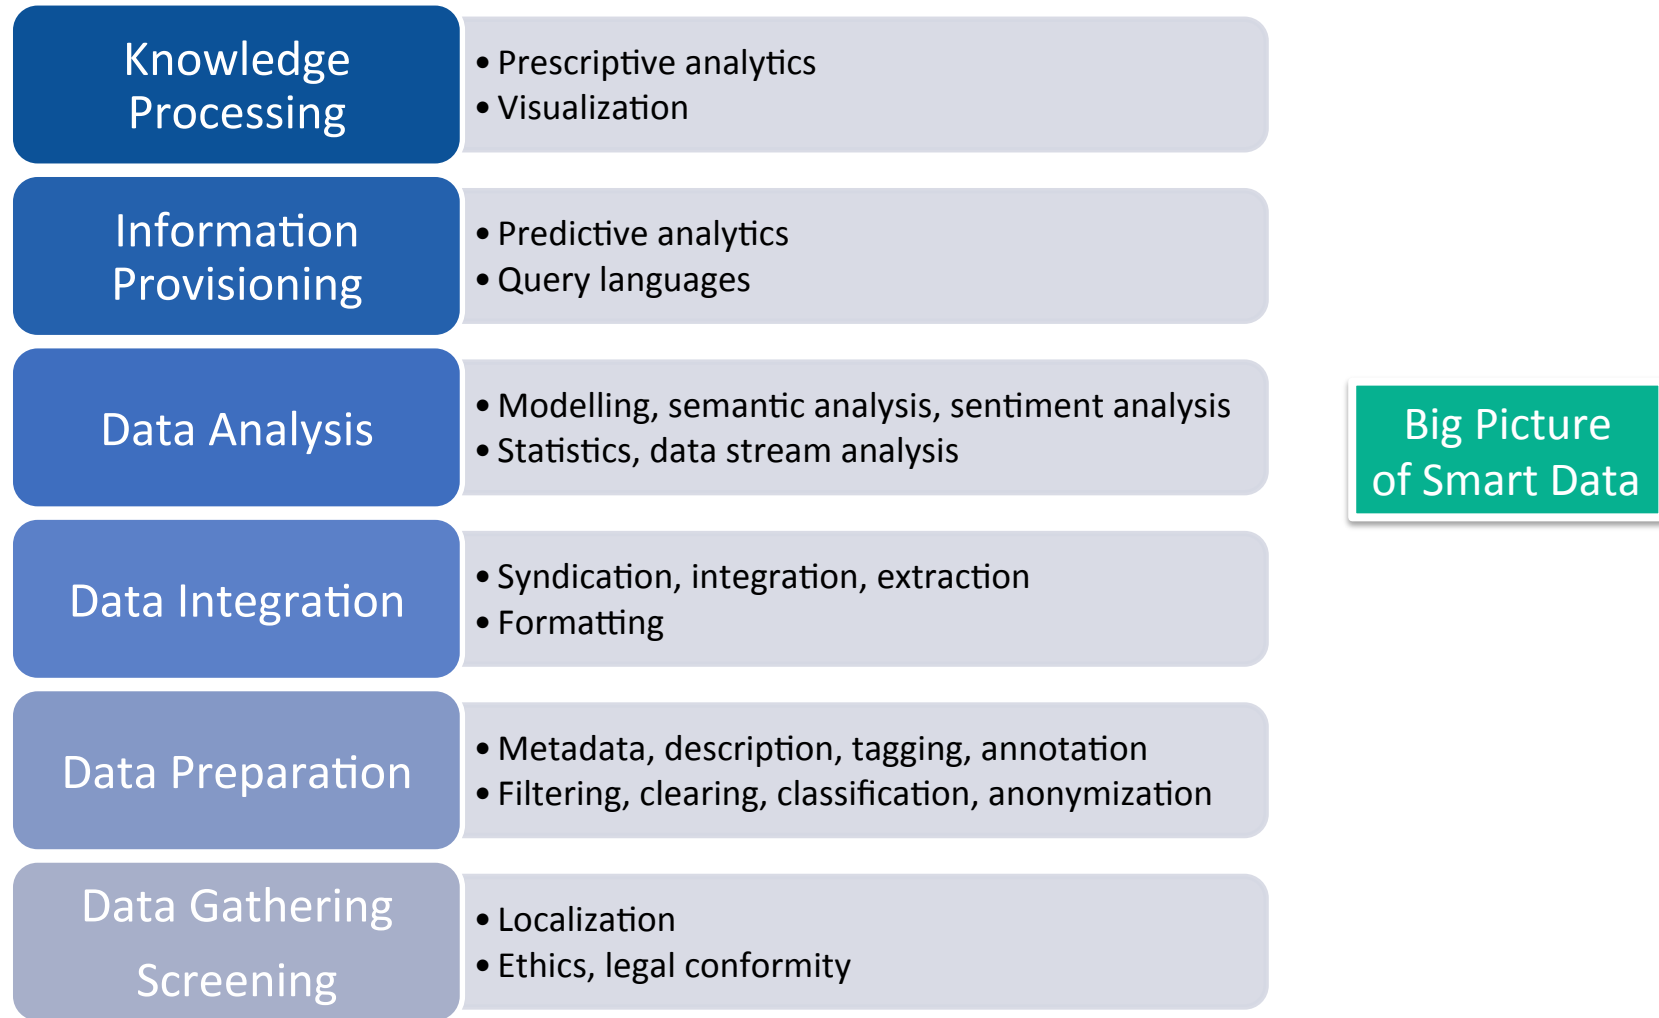 Knowledge
Processing
• Prescriptive analytics
• Visualization
Information
Provisioning
• Predictive analytics
• Query languages
Data Analysis
• Modelling, semantic analysis, sentiment analysis
• Statistics, data stream analysis
Big Picture
of Smart Data
Data Integration
• Syndication, integration, extraction
• Formatting
Data Preparation
• Metadata, description, tagging, annotation
• Filtering, clearing, classification, anonymization
Data Gathering
Screening
• Localization
• Ethics, legal conformity